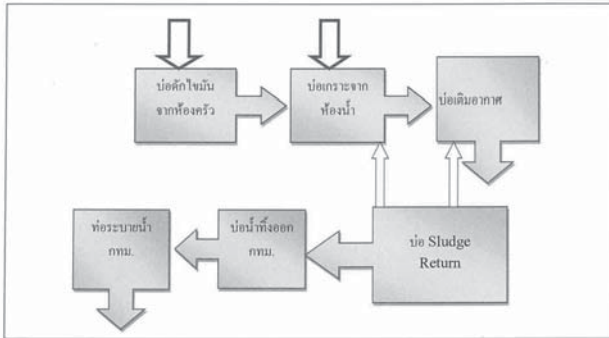 บ่อดักไขมัน
จากห้องครัว
บ่อเกราะจาก
ห้องน้ำ
บ่อเติมอากาศ
ท่อระบายน้ำ
กทม.
บ่อน้ำทิ้งออก
กทม.
บ่อ Sludge
Return